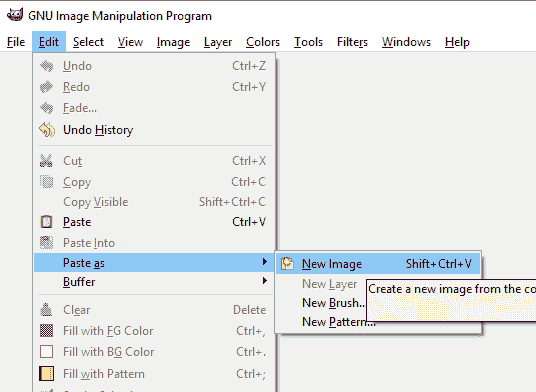 GNU Image Manipulation Program
File Edit Select View Image Layer Colors Tools Filters Windows Help
Undo Ctrl+Z
Redo Ctrl+Y
Fade...
Undo History
Cut Ctrl+X
Copy Ctrl+C
Copy Visible Shift+Ctrl+C
Paste Ctrl+V
Paste Into
Paste as New Image Shift+Ctrl+V
Buffer New Layer Create a new image from the co
New Brush...
Clear Delete New Pattern...
Fill with FG Color Ctrl+,
Fill with BG Color Ctrl+.
Fill with Pattern Ctrl+;